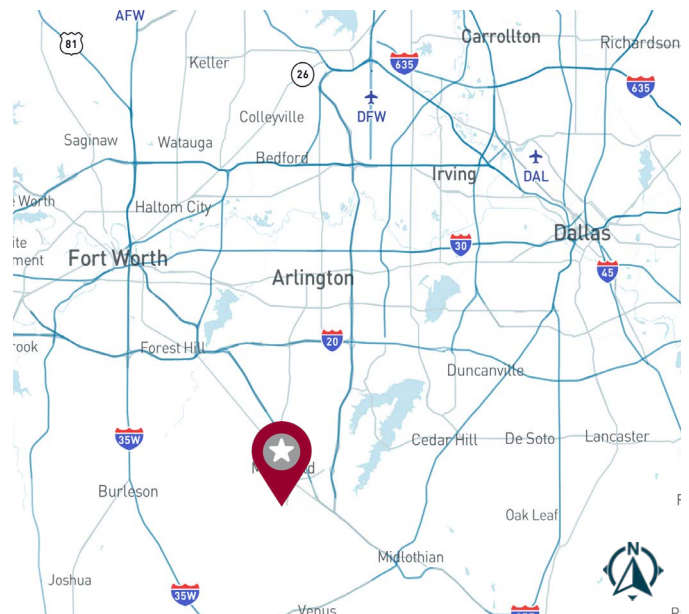 AFW
81
Carrollton
Richardson
Keller
26
635
635
Colleyville
DFW
Saginaw
Watauga
Bedford
Irving
DAL
Worth
Haltom City
30
Dallas
Fort Worth
Arlington
45
20
Forest Hill
Duncanville
35W
Cedar Hill
De Soto
Lancaster
Burleson
Oak Leaf
Midlothian
Joshua
35W
Venus
N